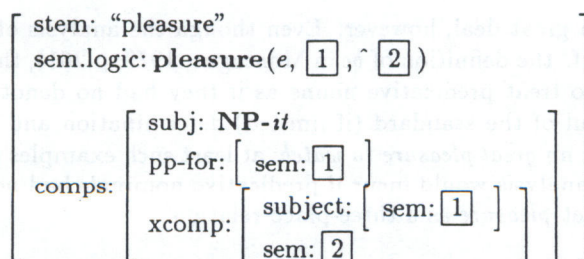 stem: "pleasure"
sem.logic: pleasure(e, 1 , ˆ 2 )
subj: NP-it
pp-for: [ sem: 1 ]
comps:
xcomp: [ subject: [ sem: 1 ]
sem: 2